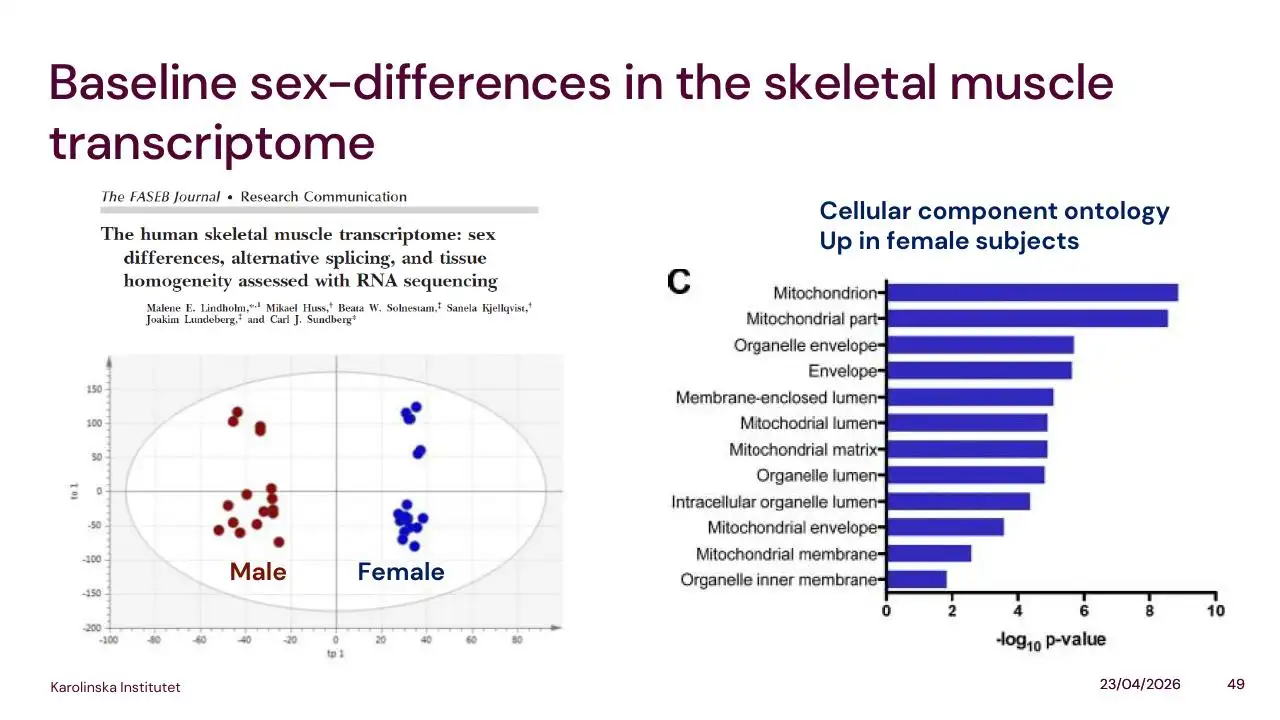 Baseline sex-differences in the skeletal muscle
transcriptome
The FASEB Journal • Research Communication
The human skeletal muscle transcriptome: sex
differences, alternative splicing, and tissue
homogeneity assessed with RNA sequencing
Malene E. Lindholm,*,1 Mikael Huss,† Beata W. Solnestam,‡ Sanela Kjellqvist,†
Joakim Lundeberg,‡ and Carl J. Sundberg*
150
100
50
0
-50
-100
-150
-200
to 1
Male
Female
-100
-80
-60
-40
-20
0
20
40
60
80
tp 1
Cellular component ontology
Up in female subjects
C
Mitochondrion
Mitochondrial part
Organelle envelope
Envelope
Membrane-enclosed lumen
Mitochodrial lumen
Mitochondrial matrix
Organelle lumen
Intracellular organelle lumen
Mitochondrial envelope
Mitochondrial membrane
Organelle inner membrane
0 2 4 6 8 10
-log10 p-value
Karolinska Institutet
23/04/2026
49